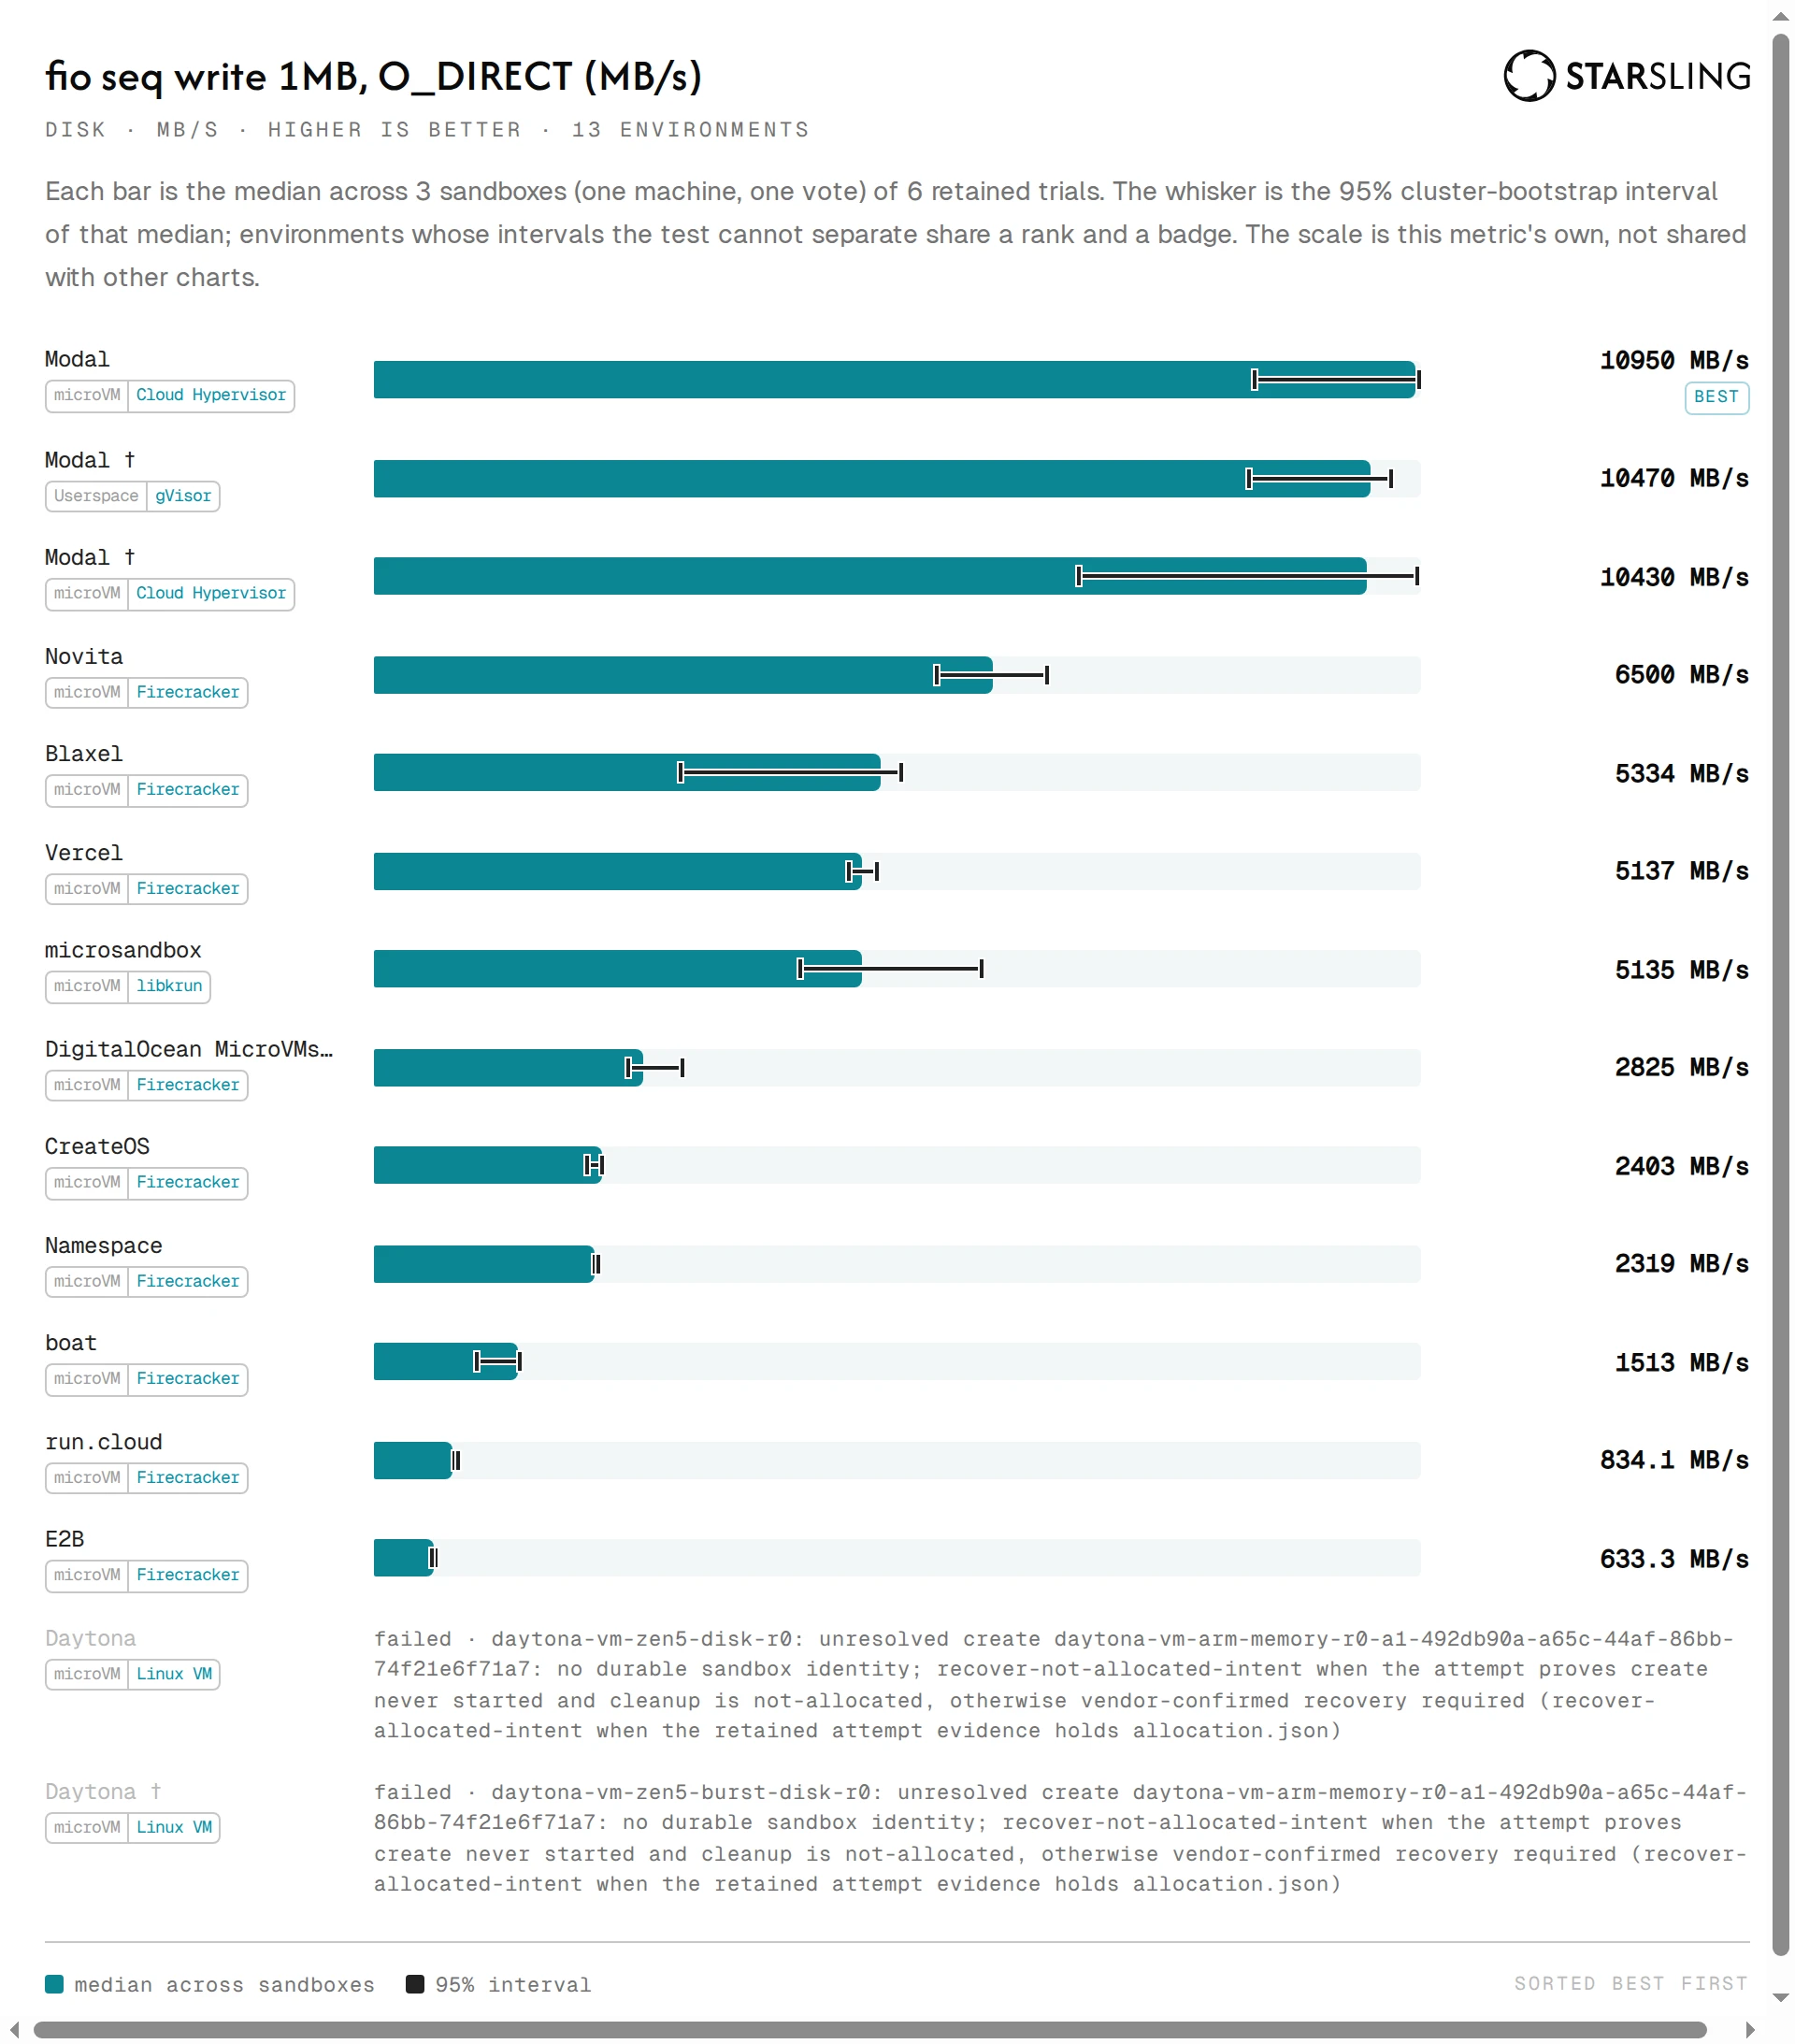 fio seq write 1MB, O_DIRECT (MB/s)
STARSLING
DISK · MB/S · HIGHER IS BETTER · 13 ENVIRONMENTS
Each bar is the median across 3 sandboxes (one machine, one vote) of 6 retained trials. The whisker is the 95% cluster-bootstrap interval
of that median; environments whose intervals the test cannot separate share a rank and a badge. The scale is this metric's own, not shared
with other charts.
Modal
microVM Cloud Hypervisor
10950 MB/s
BEST
Modal †
Userspace gVisor
10470 MB/s
Modal †
microVM Cloud Hypervisor
10430 MB/s
Novita
microVM Firecracker
6500 MB/s
Blaxel
microVM Firecracker
5334 MB/s
Vercel
microVM Firecracker
5137 MB/s
microsandbox
microVM libkrun
5135 MB/s
DigitalOcean MicroVMs…
microVM Firecracker
2825 MB/s
CreateOS
microVM Firecracker
2403 MB/s
Namespace
microVM Firecracker
2319 MB/s
boat
microVM Firecracker
1513 MB/s
run.cloud
microVM Firecracker
834.1 MB/s
E2B
microVM Firecracker
633.3 MB/s
Daytona
microVM Linux VM
failed · daytona-vm-zen5-disk-r0: unresolved create daytona-vm-arm-memory-r0-a1-492db90a-a65c-44af-86bb-
74f21e6f71a7: no durable sandbox identity; recover-not-allocated-intent when the attempt proves create
never started and cleanup is not-allocated, otherwise vendor-confirmed recovery required (recover-
allocated-intent when the retained attempt evidence holds allocation.json)
Daytona †
microVM Linux VM
failed · daytona-vm-zen5-burst-disk-r0: unresolved create daytona-vm-arm-memory-r0-a1-492db90a-a65c-44af-
86bb-74f21e6f71a7: no durable sandbox identity; recover-not-allocated-intent when the attempt proves
create never started and cleanup is not-allocated, otherwise vendor-confirmed recovery required (recover-
allocated-intent when the retained attempt evidence holds allocation.json)
median across sandboxes
95% interval
SORTED BEST FIRST